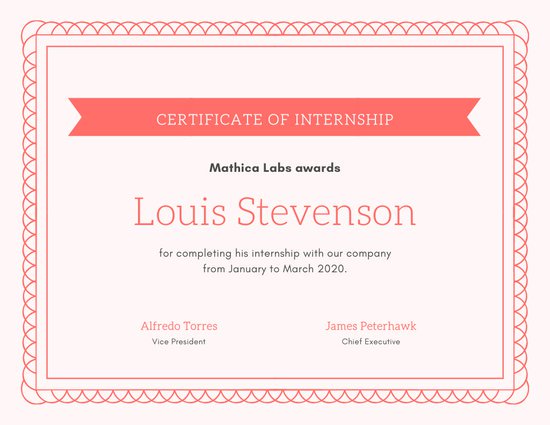 CERTIFICATE OF INTERNSHIP
Mathica Labs awards
Louis Stevenson
for completing his internship with our company
from January to March 2020.
Alfredo Torres
Vice President
James Peterhawk
Chief Executive